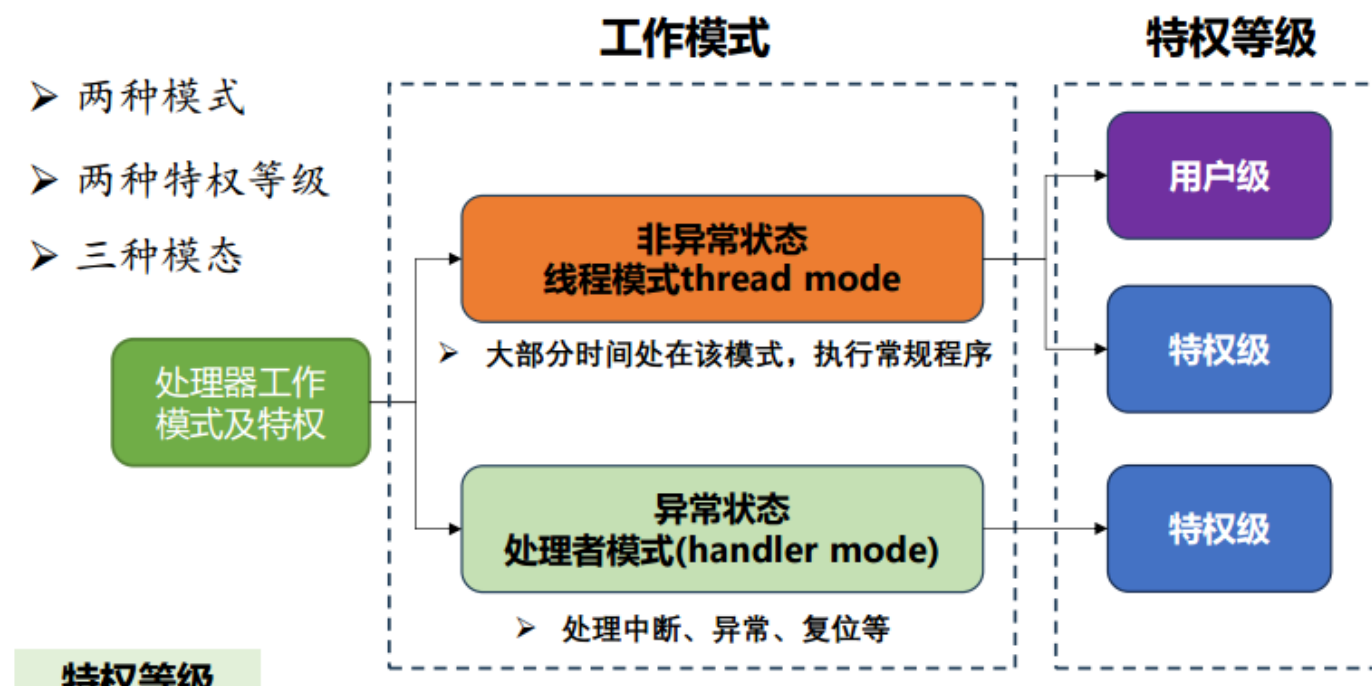 工作模式
特权等级
➢ 两种模式
➢ 两种特权等级
➢ 三种模态
处理器工作
模式及特权
非异常状态
线程模式thread mode
➢ 大部分时间处在该模式，执行常规程序
异常状态
处理者模式(handler mode)
➢ 处理中断、异常、复位等
用户级
特权级
特权级
特权等级